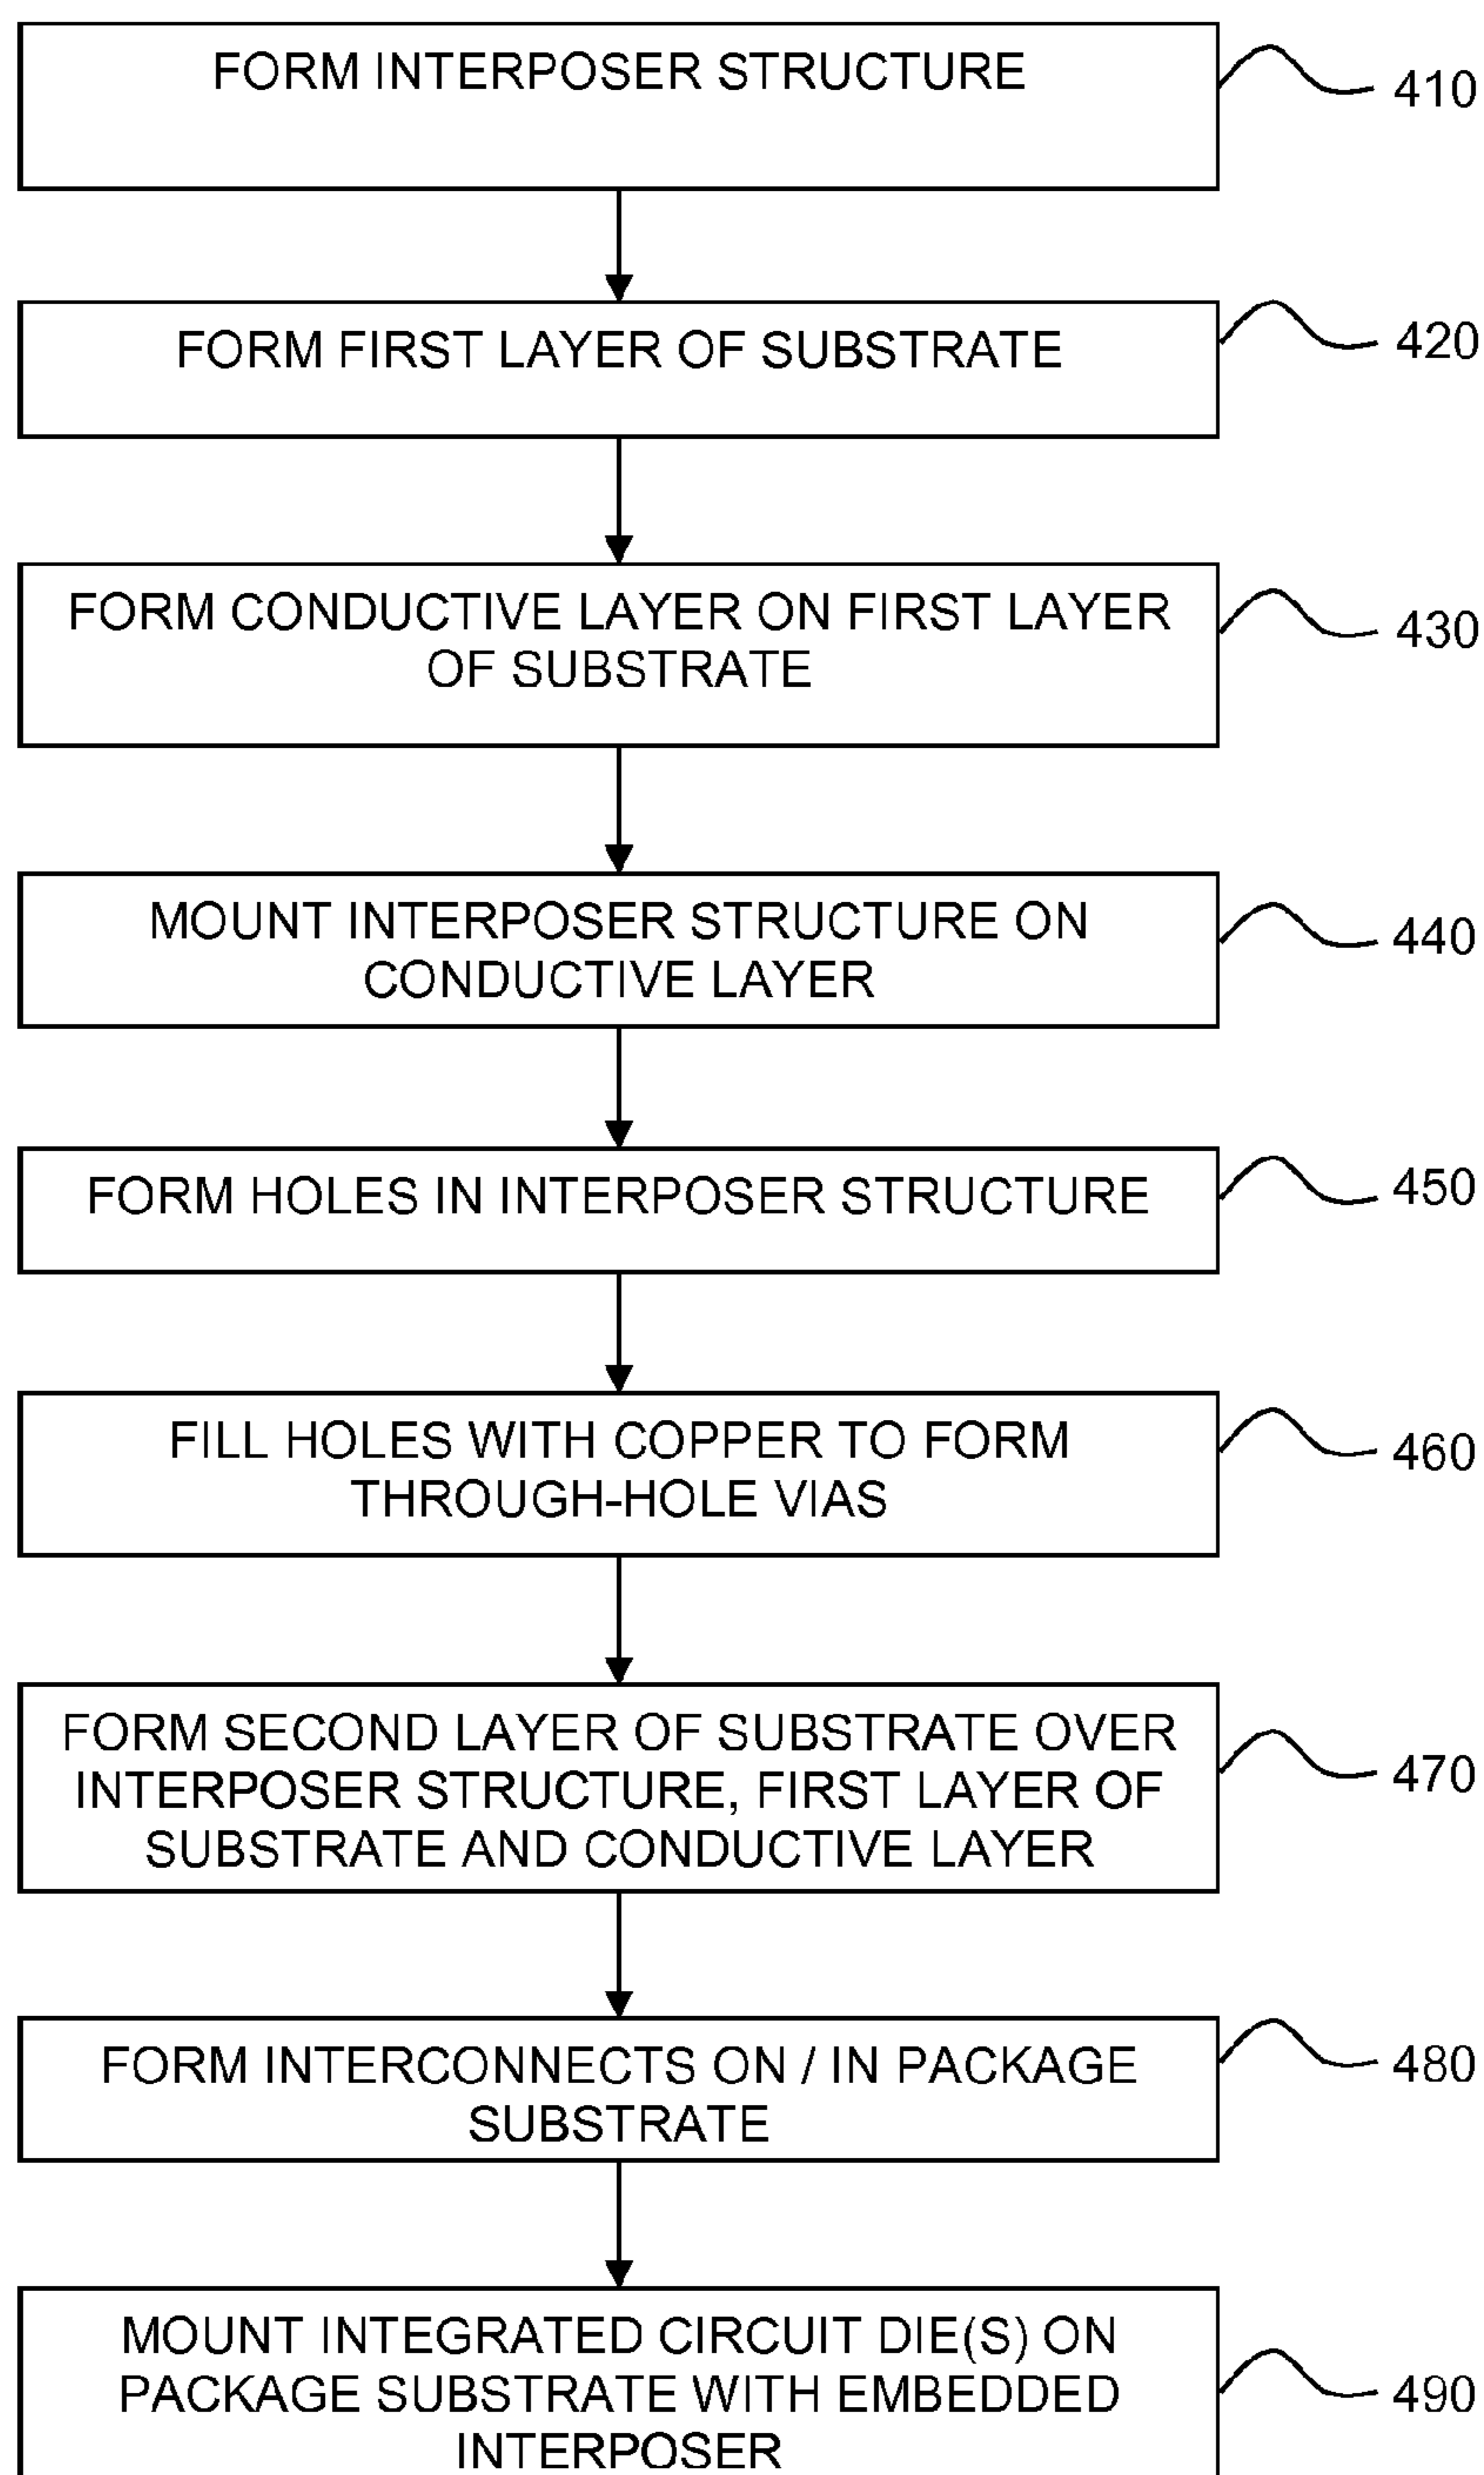 FORM INTERPOSER STRUCTURE
410
FORM FIRST LAYER OF SUBSTRATE
420
FORM CONDUCTIVE LAYER ON FIRST LAYER
OF SUBSTRATE
430
MOUNT INTERPOSER STRUCTURE ON
CONDUCTIVE LAYER
440
FORM HOLES IN INTERPOSER STRUCTURE
450
FILL HOLES WITH COPPER TO FORM
THROUGH-HOLE VIAS
460
FORM SECOND LAYER OF SUBSTRATE OVER
INTERPOSER STRUCTURE, FIRST LAYER OF
SUBSTRATE AND CONDUCTIVE LAYER
470
FORM INTERCONNECTS ON / IN PACKAGE
SUBSTRATE
480
MOUNT INTEGRATED CIRCUIT DIE(S) ON
PACKAGE SUBSTRATE WITH EMBEDDED
INTERPOSER
490